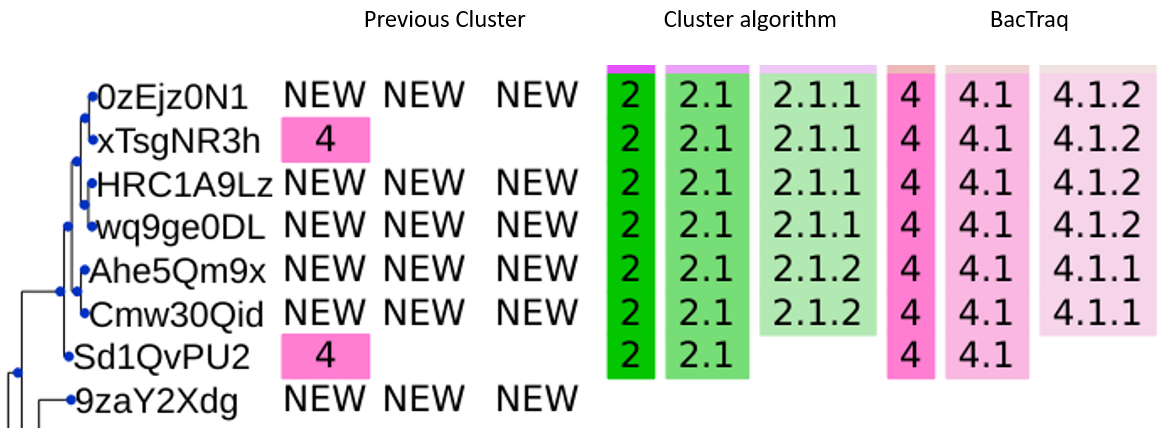 Previous Cluster Cluster algorithm BacTraq
0zEjz0N1 NEW NEW NEW 2 2.1 2.1.1 4 4.1 4.1.2
xTsgNR3h 4 2 2.1 2.1.1 4 4.1 4.1.2
HRC1A9Lz NEW NEW NEW 2 2.1 2.1.1 4 4.1 4.1.2
wq9ge0DL NEW NEW NEW 2 2.1 2.1.1 4 4.1 4.1.2
Ahe5Qm9x NEW NEW NEW 2 2.1 2.1.2 4 4.1 4.1.1
Cmw30Qid NEW NEW NEW 2 2.1 2.1.2 4 4.1 4.1.1
Sd1QvPU2 4 2 2.1 4 4.1
9zaY2Xdg NEW NEW NEW